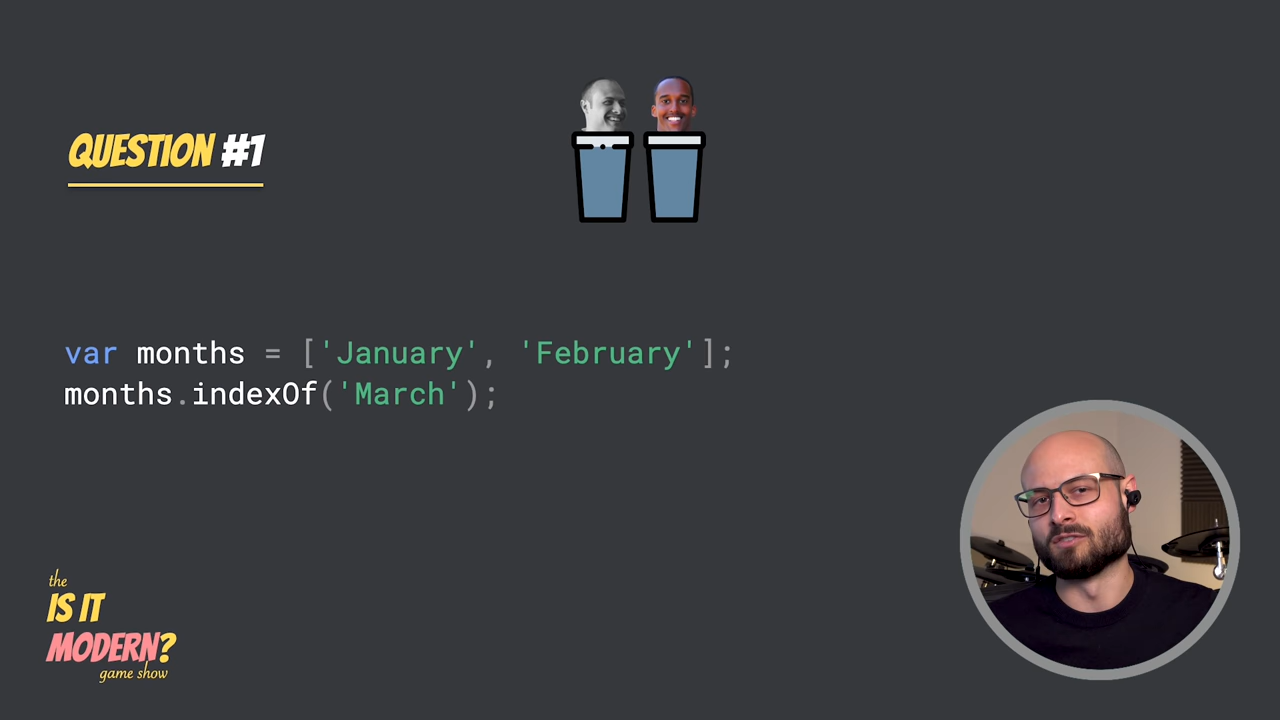 QUESTION #1
var months = ['January', 'February'];
months.indexOf('March');
the
IS IT
MODERN?
game show